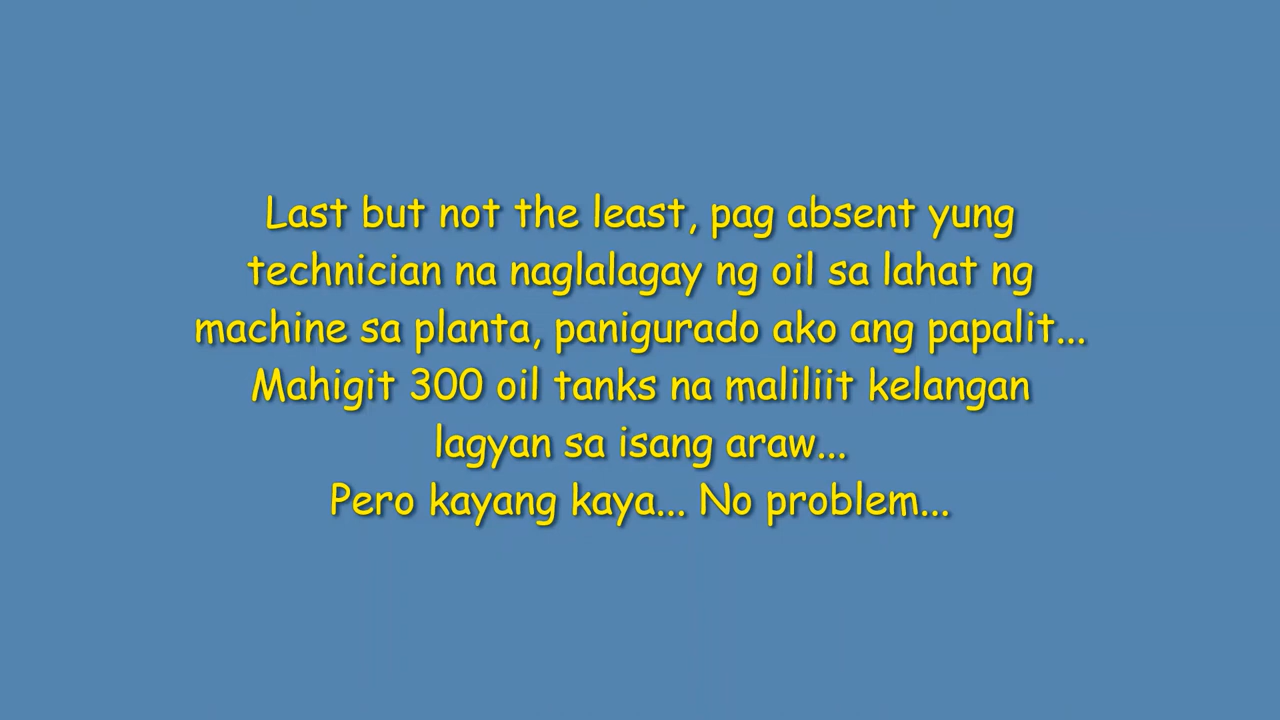 Last but not the least, pag absent yung
technician na naglalagay ng oil sa lahat ng
machine sa planta, panigurado ako ang papalit...
Mahigit 300 oil tanks na maliliit kelangan
lagyan sa isang araw...
Pero kayang kaya... No problem...